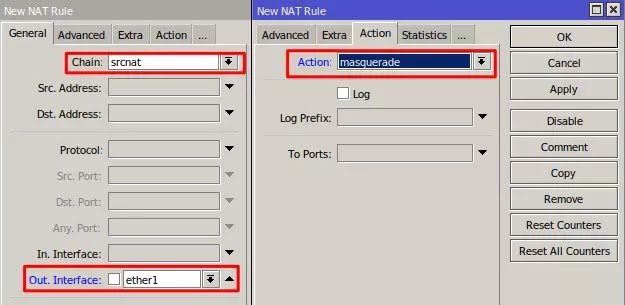 New NAT Rule
General Advanced Extra Action ...
Chain: srcnat
Src. Address:
Dst. Address:
Protocol:
Src. Port:
Dst. Port:
Any. Port:
In. Interface:
Out. Interface: ether1
New NAT Rule
Advanced Extra Action Statistics ...
Action: masquerade
Log
Log Prefix:
To Ports:
OK
Cancel
Apply
Disable
Comment
Copy
Remove
Reset Counters
Reset All Counters